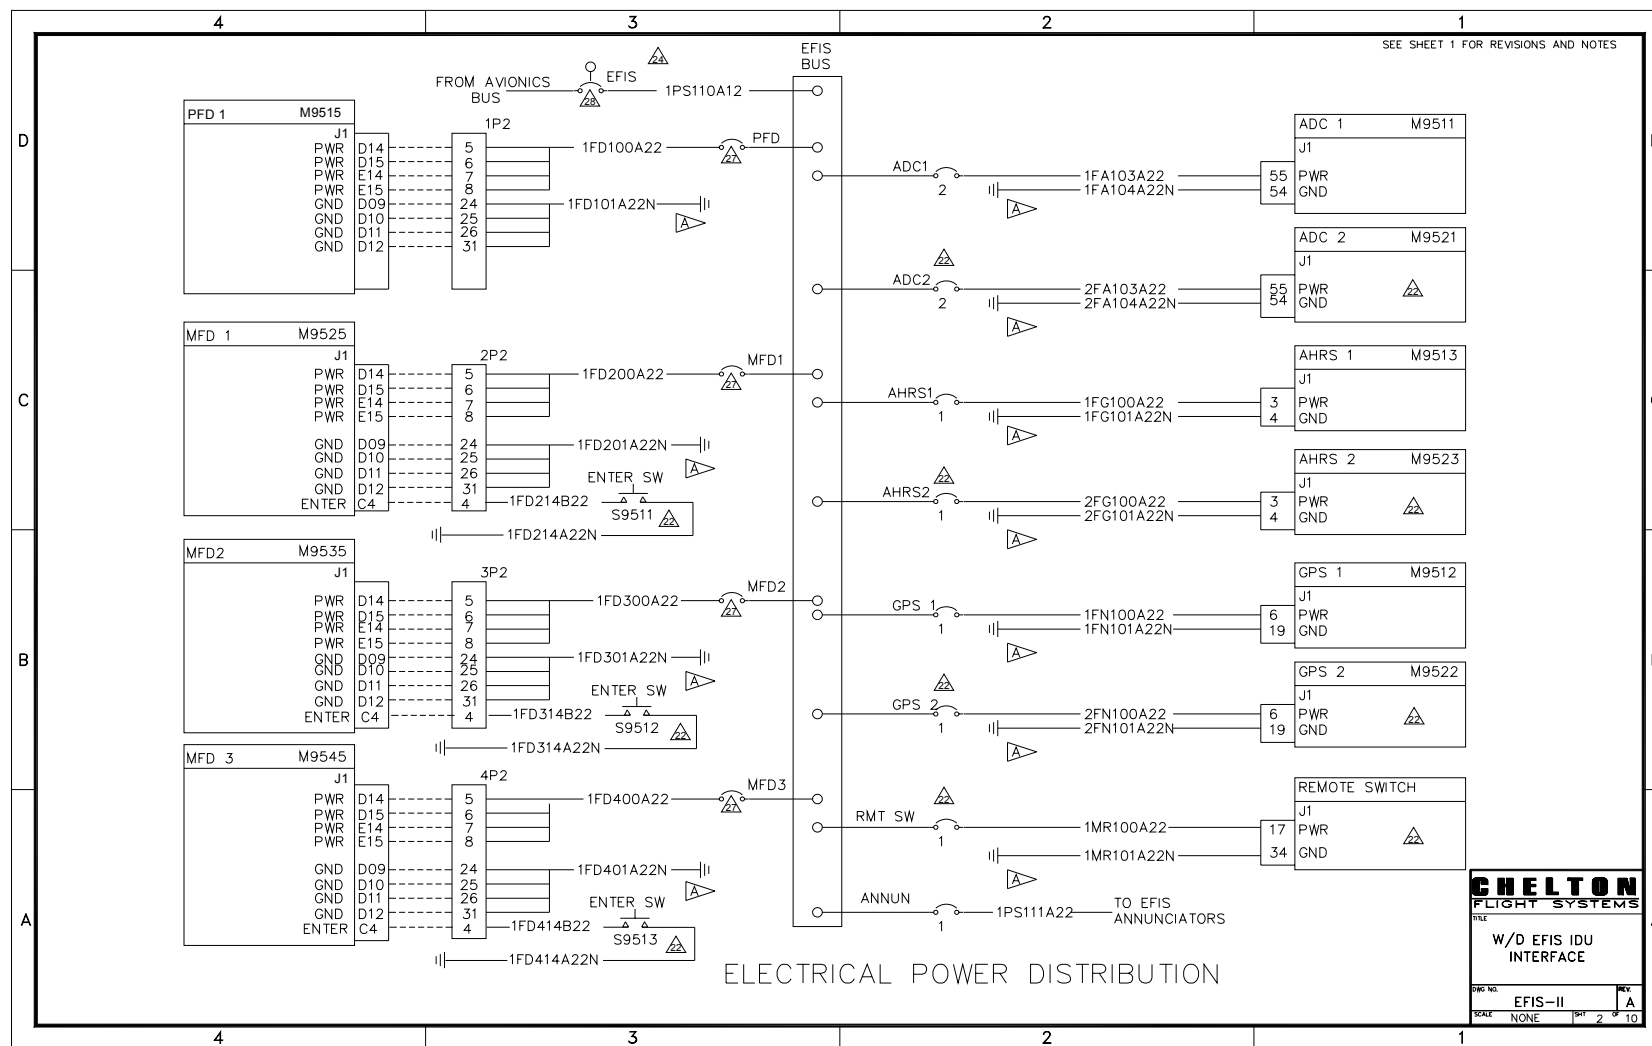 4 3 2 1
SEE SHEET 1 FOR REVISIONS AND NOTES
D
C
B
A
24
FROM AVIONICS
BUS
EFIS
28
1PS110A12
EFIS
BUS
PFD 1 M9515
J1
1P2
PWR D14 5 1FD100A22 27 PFD
PWR D15 6
PWR E14 7
PWR E15 8
GND D09 24 1FD101A22N
GND D10 25 A
GND D11 26
GND D12 31
MFD 1 M9525
J1
2P2
PWR D14 5 1FD200A22 27 MFD1
PWR D15 6
PWR E14 7
PWR E15 8
GND D09 24 1FD201A22N
GND D10 25 A
GND D11 26
GND D12 31
ENTER C4 4 1FD214B22
ENTER SW
S9511 22
1FD214A22N
MFD2 M9535
J1
3P2
PWR D14 5 1FD300A22 27 MFD2
PWR D15 6
PWR E14 7
PWR E15 8
GND D09 24 1FD301A22N
GND D10 25 A
GND D11 26
GND D12 31
ENTER C4 4 1FD314B22
ENTER SW
S9512 22
1FD314A22N
MFD 3 M9545
J1
4P2
PWR D14 5 1FD400A22 27 MFD3
PWR D15 6
PWR E14 7
PWR E15 8
GND D09 24 1FD401A22N
GND D10 25 A
GND D11 26
GND D12 31
ENTER C4 4 1FD414B22
ENTER SW
S9513 22
1FD414A22N
ADC 1 M9511
J1
ADC1 2 1FA103A22 55 PWR
A 1FA104A22N 54 GND
ADC 2 M9521
J1
22
ADC2 2 2FA103A22 55 PWR 22
A 2FA104A22N 54 GND
AHRS 1 M9513
J1
AHRS1 1 1FG100A22 3 PWR
A 1FG101A22N 4 GND
AHRS 2 M9523
J1
22
AHRS2 1 2FG100A22 3 PWR 22
A 2FG101A22N 4 GND
GPS 1 M9512
J1
GPS 1 1 1FN100A22 6 PWR
A 1FN101A22N 19 GND
GPS 2 M9522
J1
22
GPS 2 1 2FN100A22 6 PWR 22
A 2FN101A22N 19 GND
REMOTE SWITCH
J1
22
RMT SW 1 1MR100A22 17 PWR 22
A 1MR101A22N 34 GND
ANNUN 1 1PS111A22 TO EFIS
ANNUNCIATORS
ELECTRICAL POWER DISTRIBUTION
CHELTON
FLIGHT SYSTEMS
TITLE
W/D EFIS IDU
INTERFACE
DWG NO. EFIS-II REV. A
SCALE NONE SHT 2 OF 10
4 3 2 1